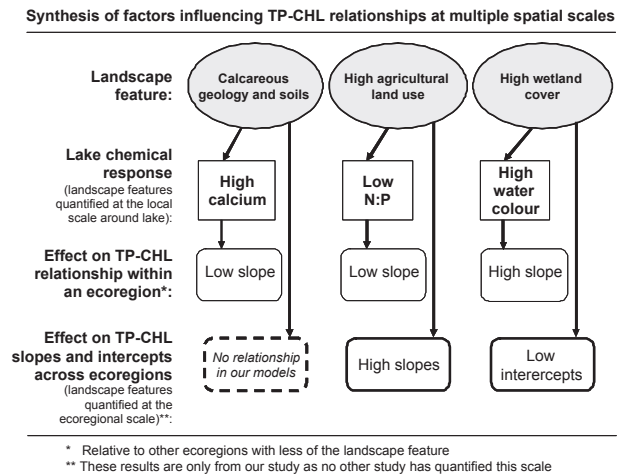 Synthesis of factors influencing TP-CHL relationships at multiple spatial scales
Landscape
feature:
Calcareous
geology and soils
High agricultural
land use
High wetland
cover
Lake chemical
response
(landscape features
quantified at the local
scale around lake):
High
calcium
Low
N:P
High
water
colour
Effect on TP-CHL
relationship within
an ecoregion*:
Low slope
Low slope
High slope
Effect on TP-CHL
slopes and intercepts
across ecoregions
(landscape features
quantified at the
ecoregional scale)**:
No relationship
in our models
High slopes
Low
interercepts
* Relative to other ecoregions with less of the landscape feature
** These results are only from our study as no other study has quantified this scale